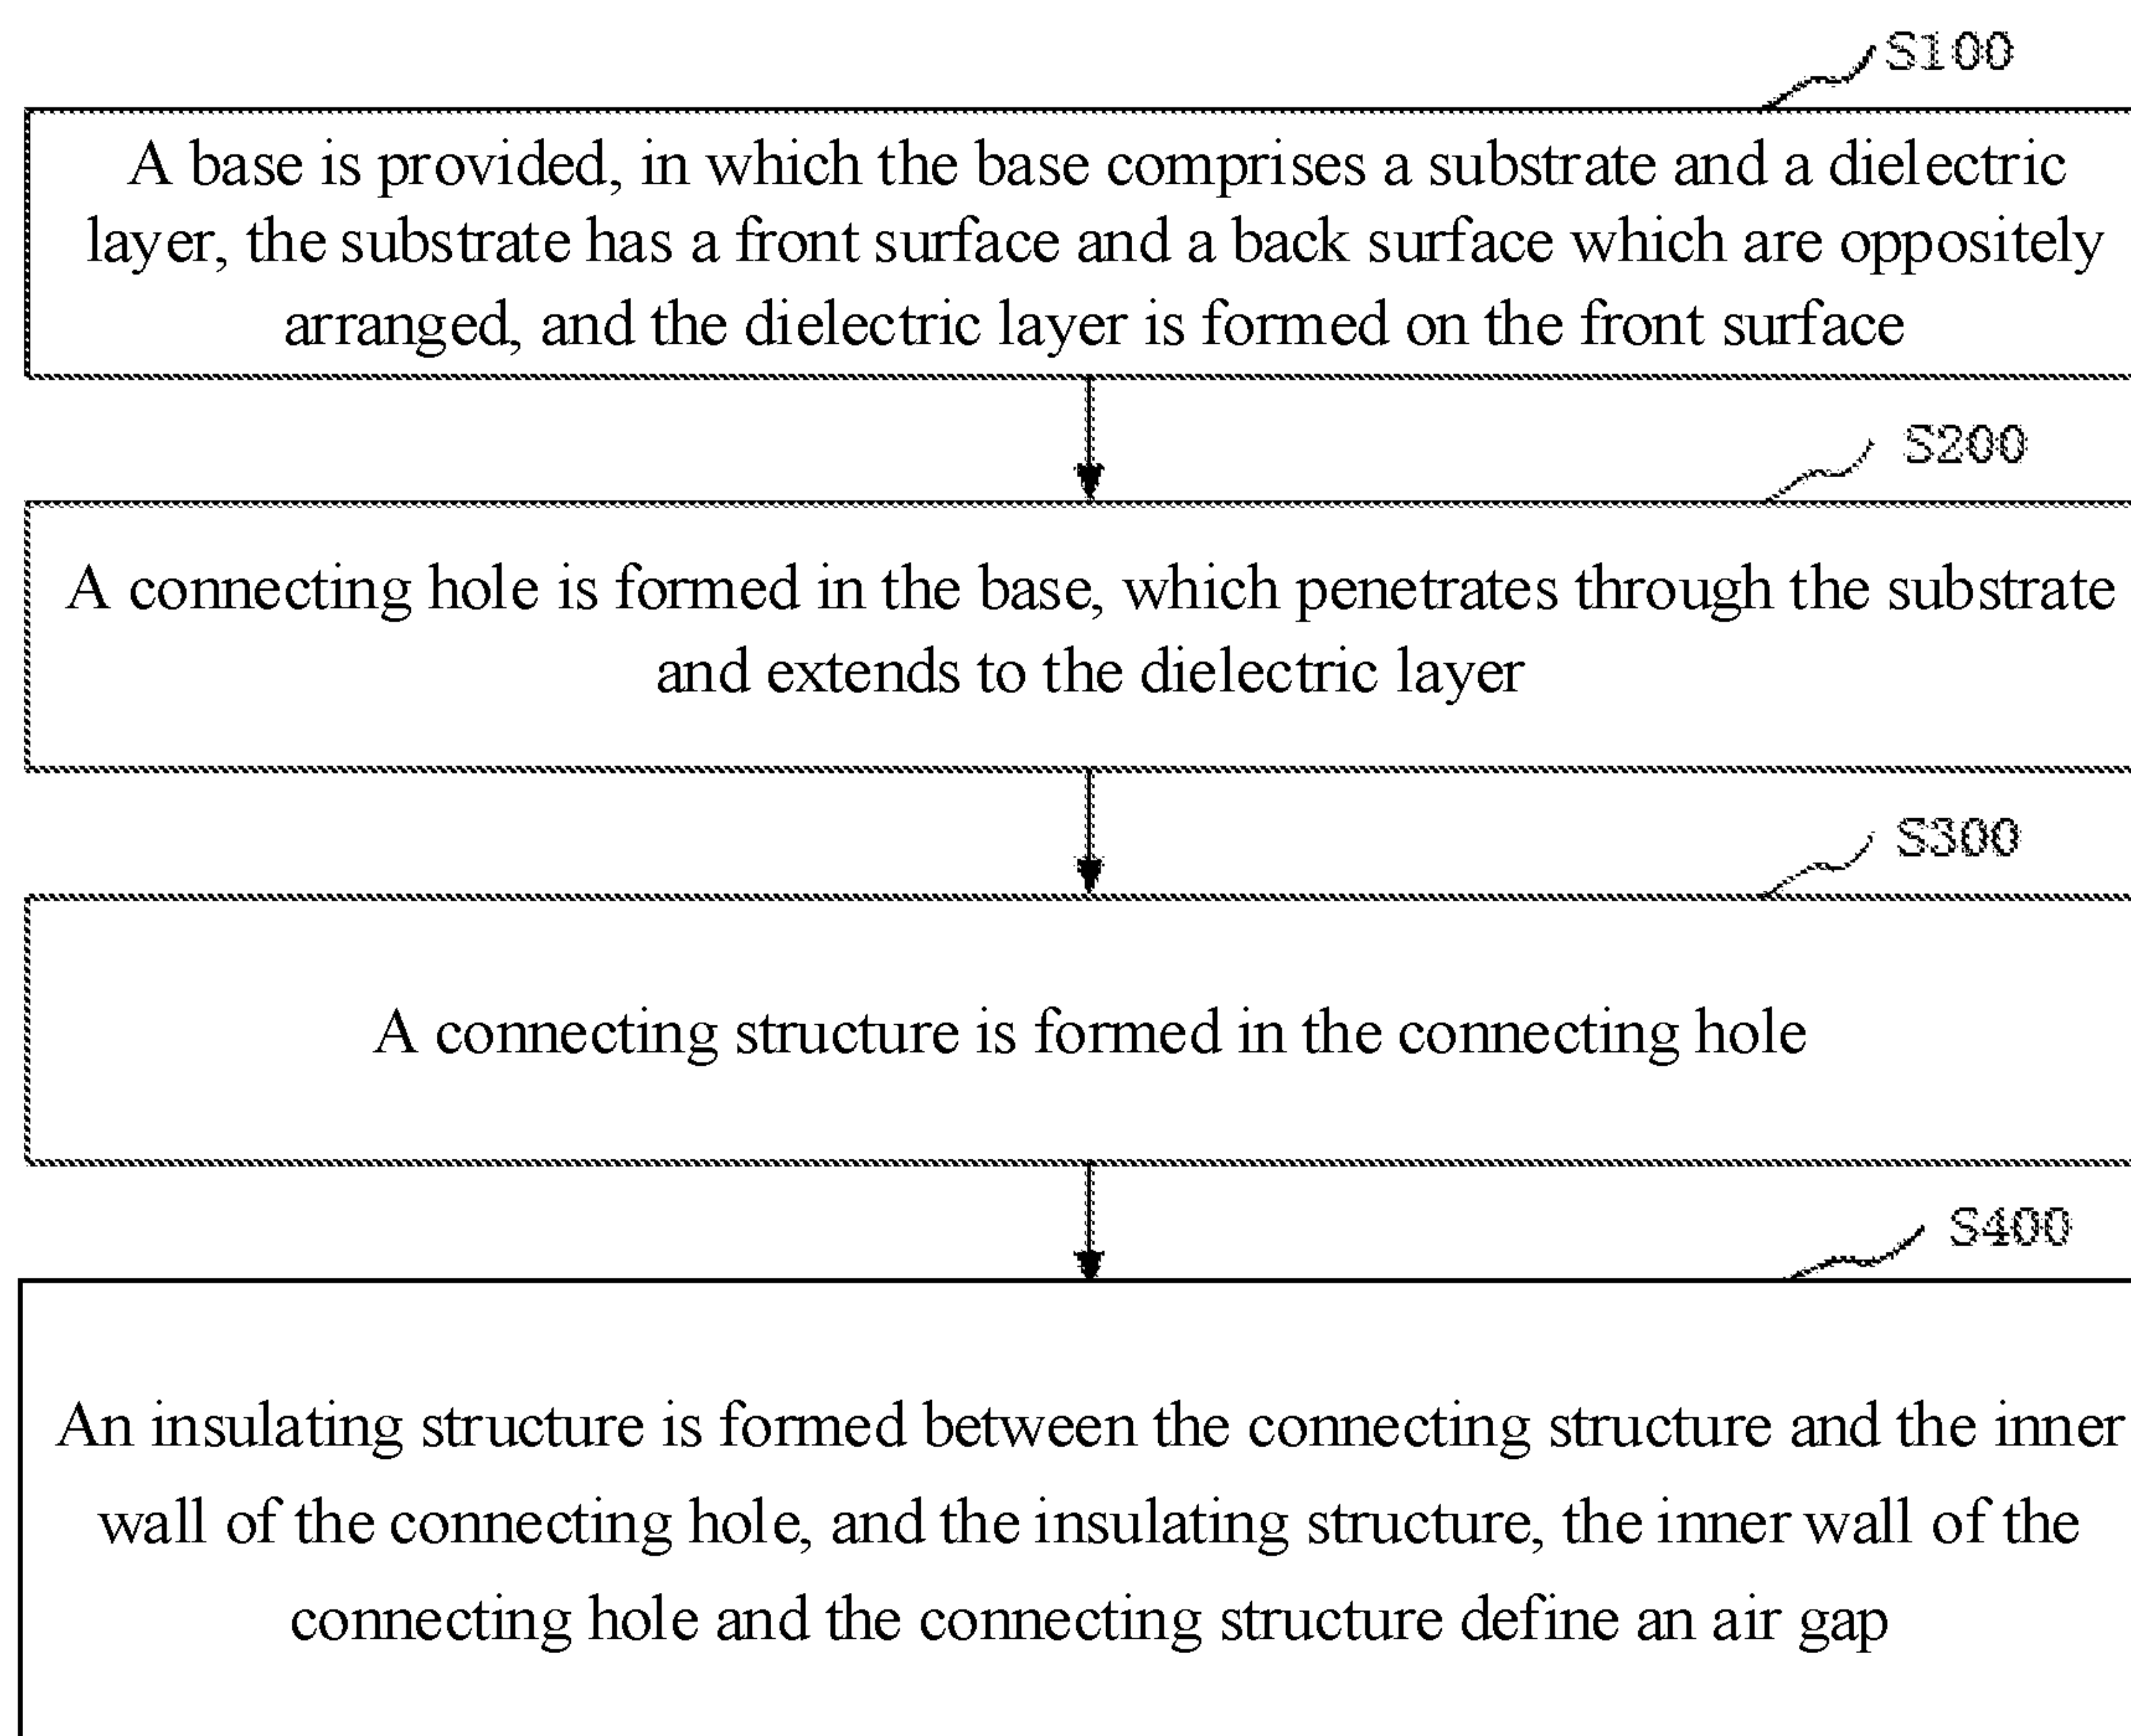 S100
A base is provided, in which the base comprises a substrate and a dielectric
layer, the substrate has a front surface and a back surface which are oppositely
arranged, and the dielectric layer is formed on the front surface
S200
A connecting hole is formed in the base, which penetrates through the substrate
and extends to the dielectric layer
S300
A connecting structure is formed in the connecting hole
S400
An insulating structure is formed between the connecting structure and the inner
wall of the connecting hole, and the insulating structure, the inner wall of the
connecting hole and the connecting structure define an air gap